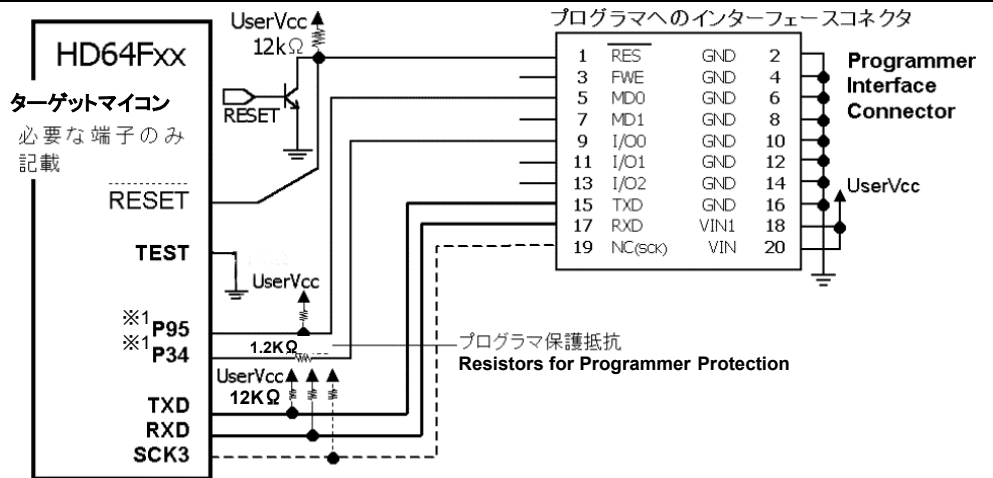 プログラマへのインターフェースコネクタ
UserVcc
12kΩ
HD64Fxx
ターゲットマイコン
必要な端子のみ
記載
RESET
RESET
TEST
UserVcc
※1 P95
※1 P34
1.2KΩ
UserVcc
12KΩ
TXD
RXD
SCK3
プログラマ保護抵抗
Resistors for Programmer Protection
1 RES GND 2
3 FWE GND 4
5 MD0 GND 6
7 MD1 GND 8
9 I/O0 GND 10
11 I/O1 GND 12
13 I/O2 GND 14
15 TXD GND 16
17 RXD VIN1 18
19 NC(SCK) VIN 20
Programmer
Interface
Connector
UserVcc